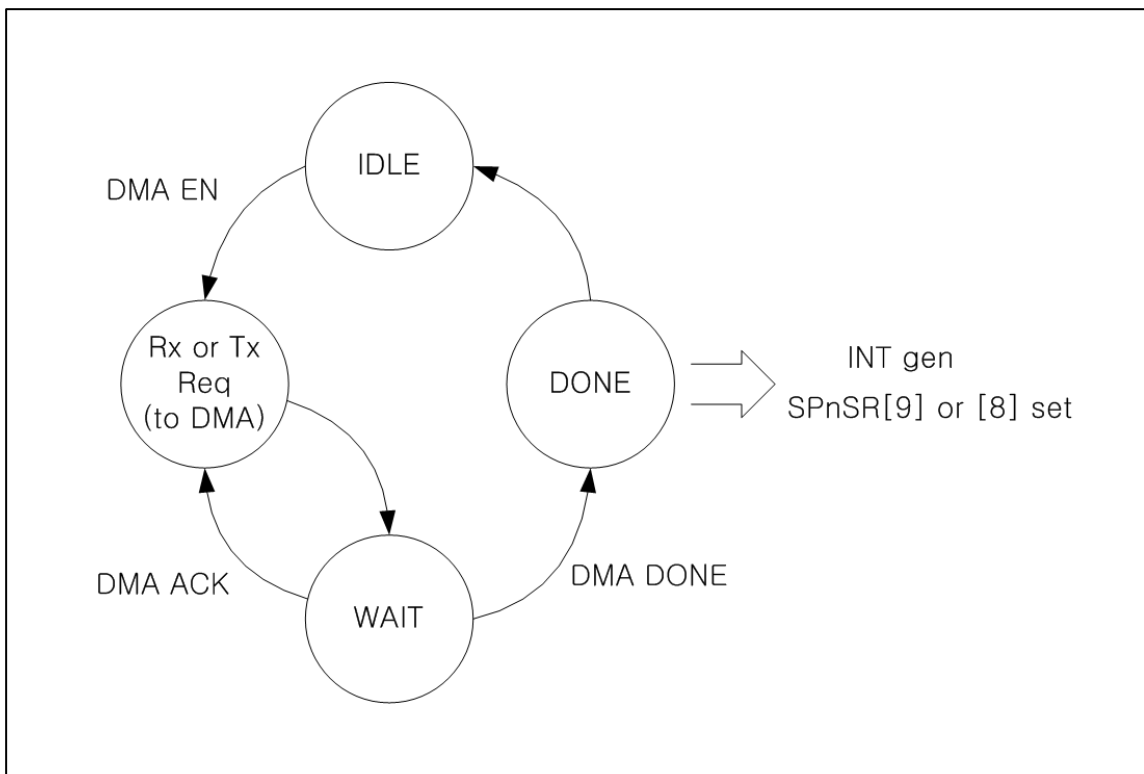 IDLE
DMA EN
Rx or Tx
Req
(to DMA)
DONE
INT gen
SPnSR[9] or [8] set
DMA ACK
DMA DONE
WAIT